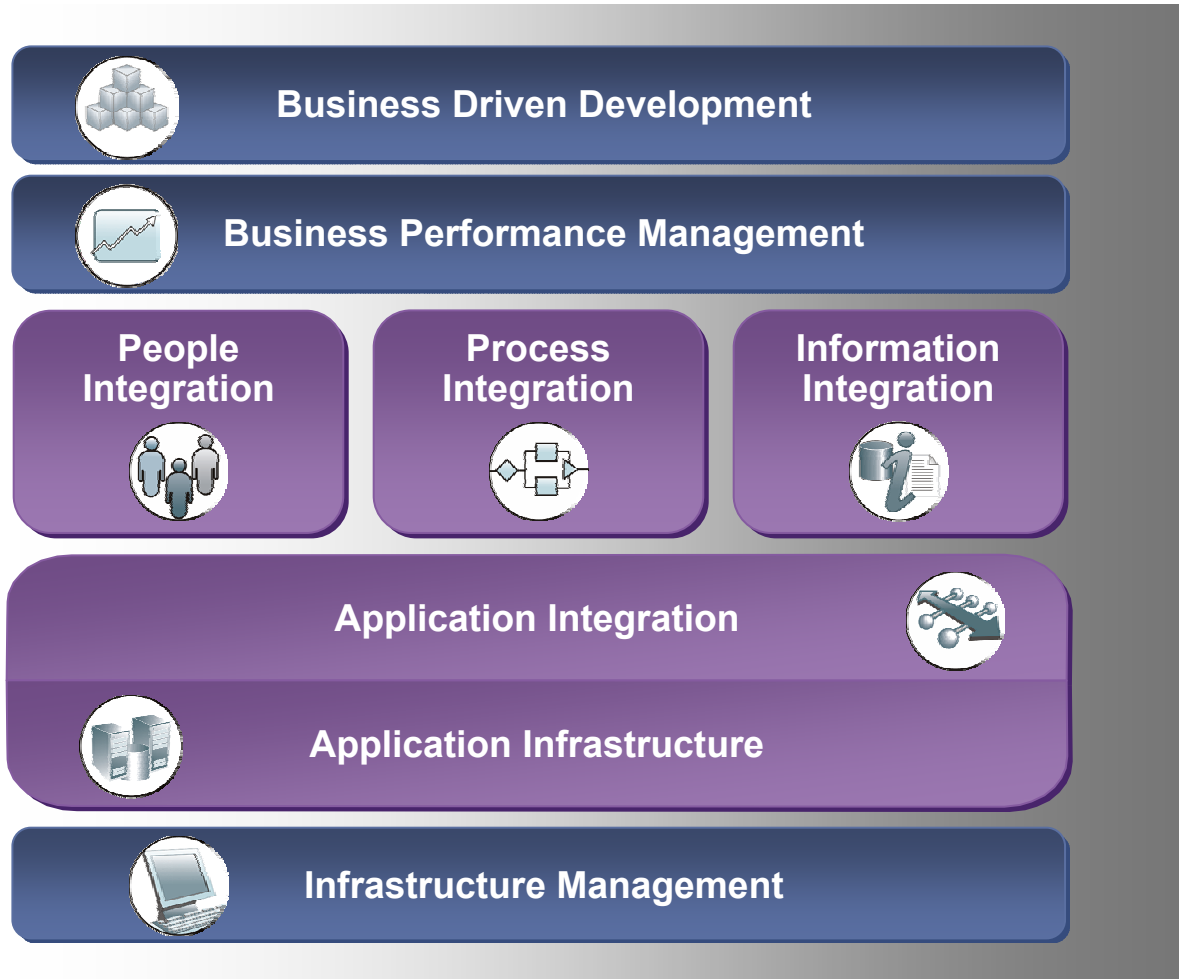 Business Driven Development
Business Performance Management
People
Integration
Process
Integration
Information
Integration
Application Integration
Application Infrastructure
Infrastructure Management